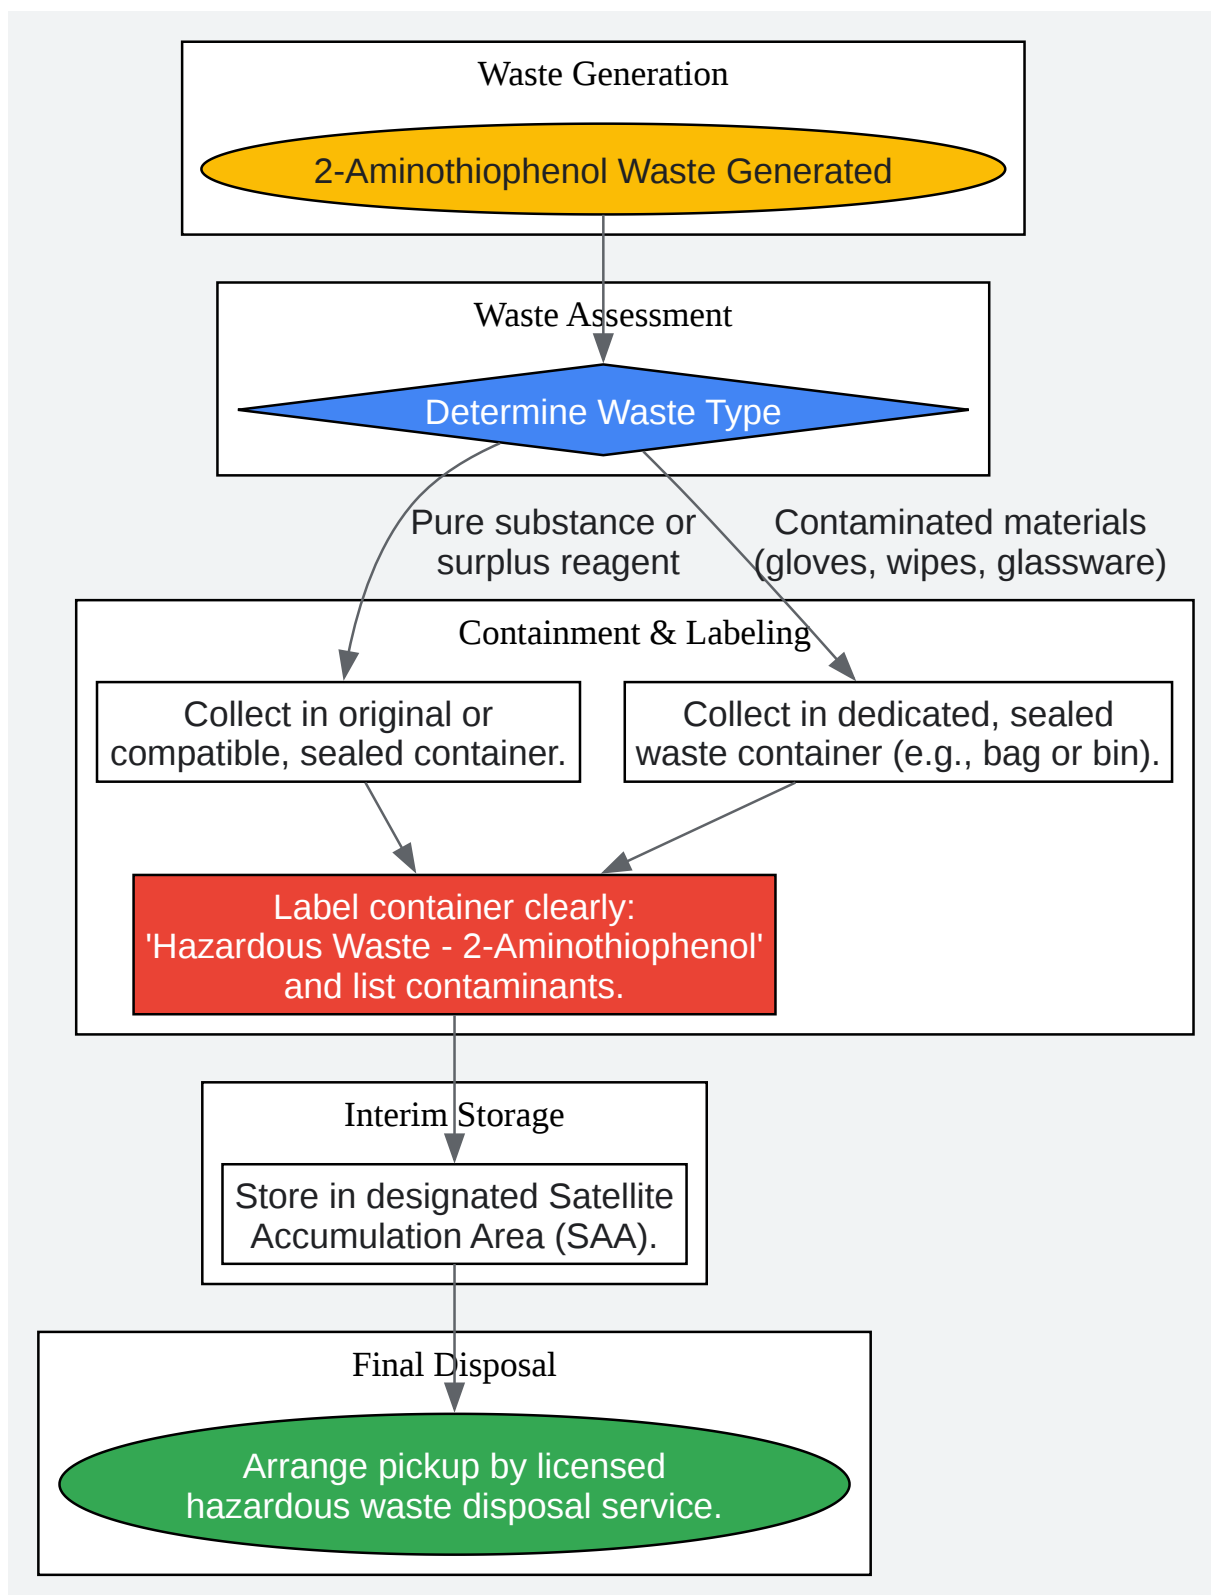 Waste Generation
2-Aminothiophenol Waste Generated
Waste Assessment
Determine Waste Type
Pure substance or
surplus reagent
Contaminated materials
(gloves, wipes, glassware)
Containment & Labeling
Collect in original or
compatible, sealed container.
Collect in dedicated, sealed
waste container (e.g., bag or bin).
Label container clearly:
'Hazardous Waste - 2-Aminothiophenol'
and list contaminants.
Interim Storage
Store in designated Satellite
Accumulation Area (SAA).
Final Disposal
Arrange pickup by licensed
hazardous waste disposal service.